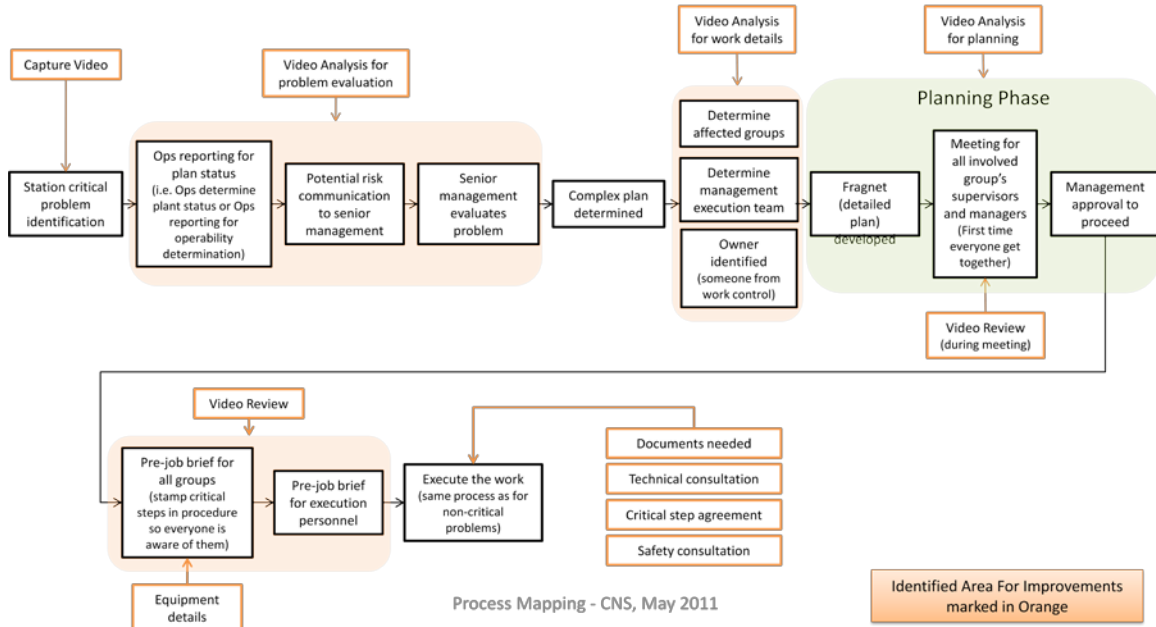 Capture Video
Video Analysis for
problem evaluation
Video Analysis
for work details
Video Analysis
for planning
Planning Phase
Station critical
problem
identification
Ops reporting for
plan status
(i.e. Ops determine
plant status or Ops
reporting for
operability
determination)
Potential risk
communication
to senior
management
Senior
management
evaluates
problem
Complex plan
determined
Determine
affected groups
Determine
management
execution team
Owner
identified
(someone from
work control)
Fragnet
(detailed
plan)
developed
Meeting for
all involved
group's
supervisors
and managers
(First time
everyone get
together)
Management
approval to
proceed
Video Review
(during meeting)
Video Review
Pre-job brief for
all groups
(stamp critical
steps in procedure
so everyone is
aware of them)
Pre-job brief
for execution
personnel
Execute the work
(same process as for
non-critical
problems)
Documents needed
Technical consultation
Critical step agreement
Safety consultation
Equipment
details
Process Mapping - CNS, May 2011
Identified Area For Improvements
marked in Orange